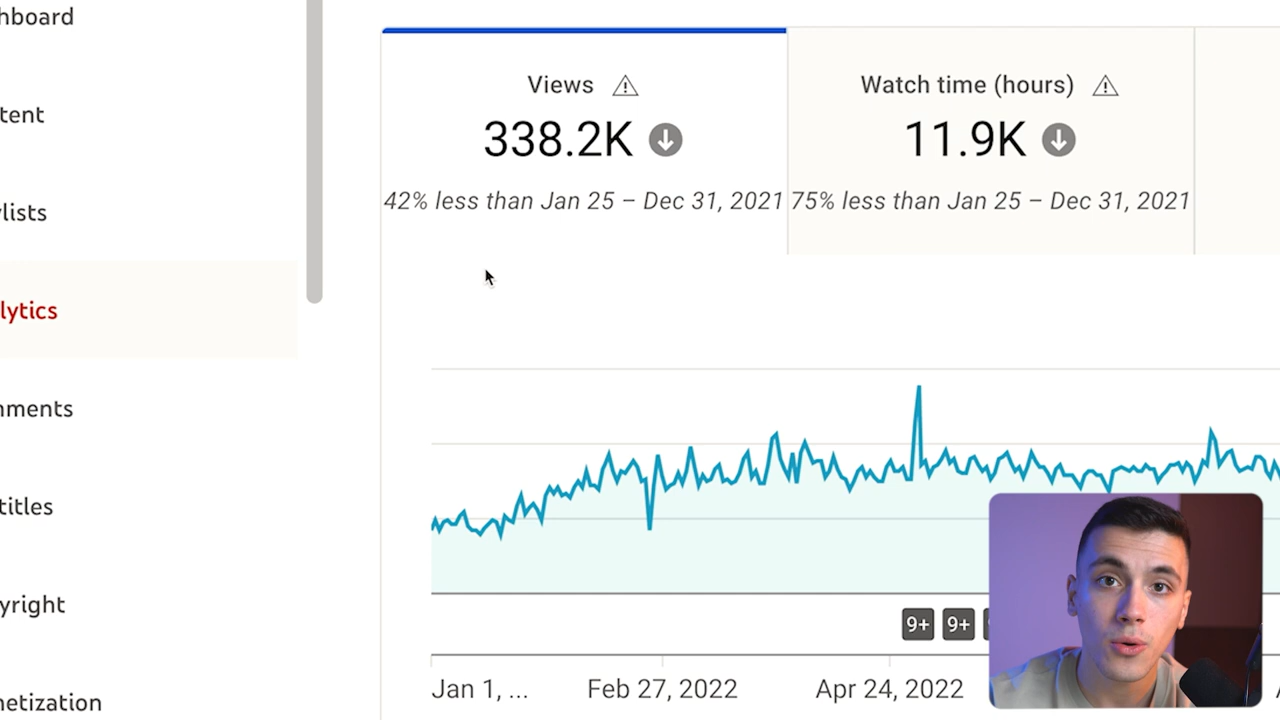 hboard
tent
lists
lytics
ments
titles
yright
etization
Views
338.2K
42% less than Jan 25 – Dec 31, 2021
Watch time (hours)
11.9K
75% less than Jan 25 – Dec 31, 2021
9+ 9+
Jan 1, ...
Feb 27, 2022
Apr 24, 2022